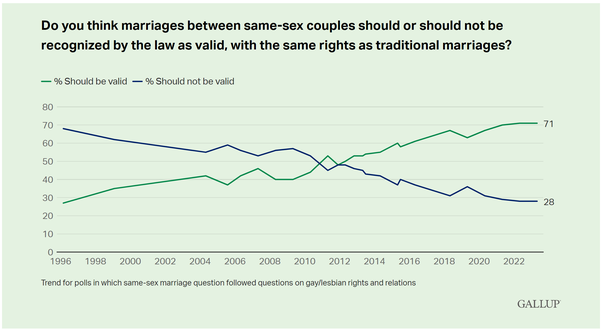 Do you think marriages between same-sex couples should or should not be
recognized by the law as valid, with the same rights as traditional marriages?
% Should be valid % Should not be valid
80
70
60
50
40
30
20
10
0
71
28
1996 1998 2000 2002 2004 2006 2008 2010 2012 2014 2016 2018 2020 2022
Trend for polls in which same-sex marriage question followed questions on gay/lesbian rights and relations
GALLUP